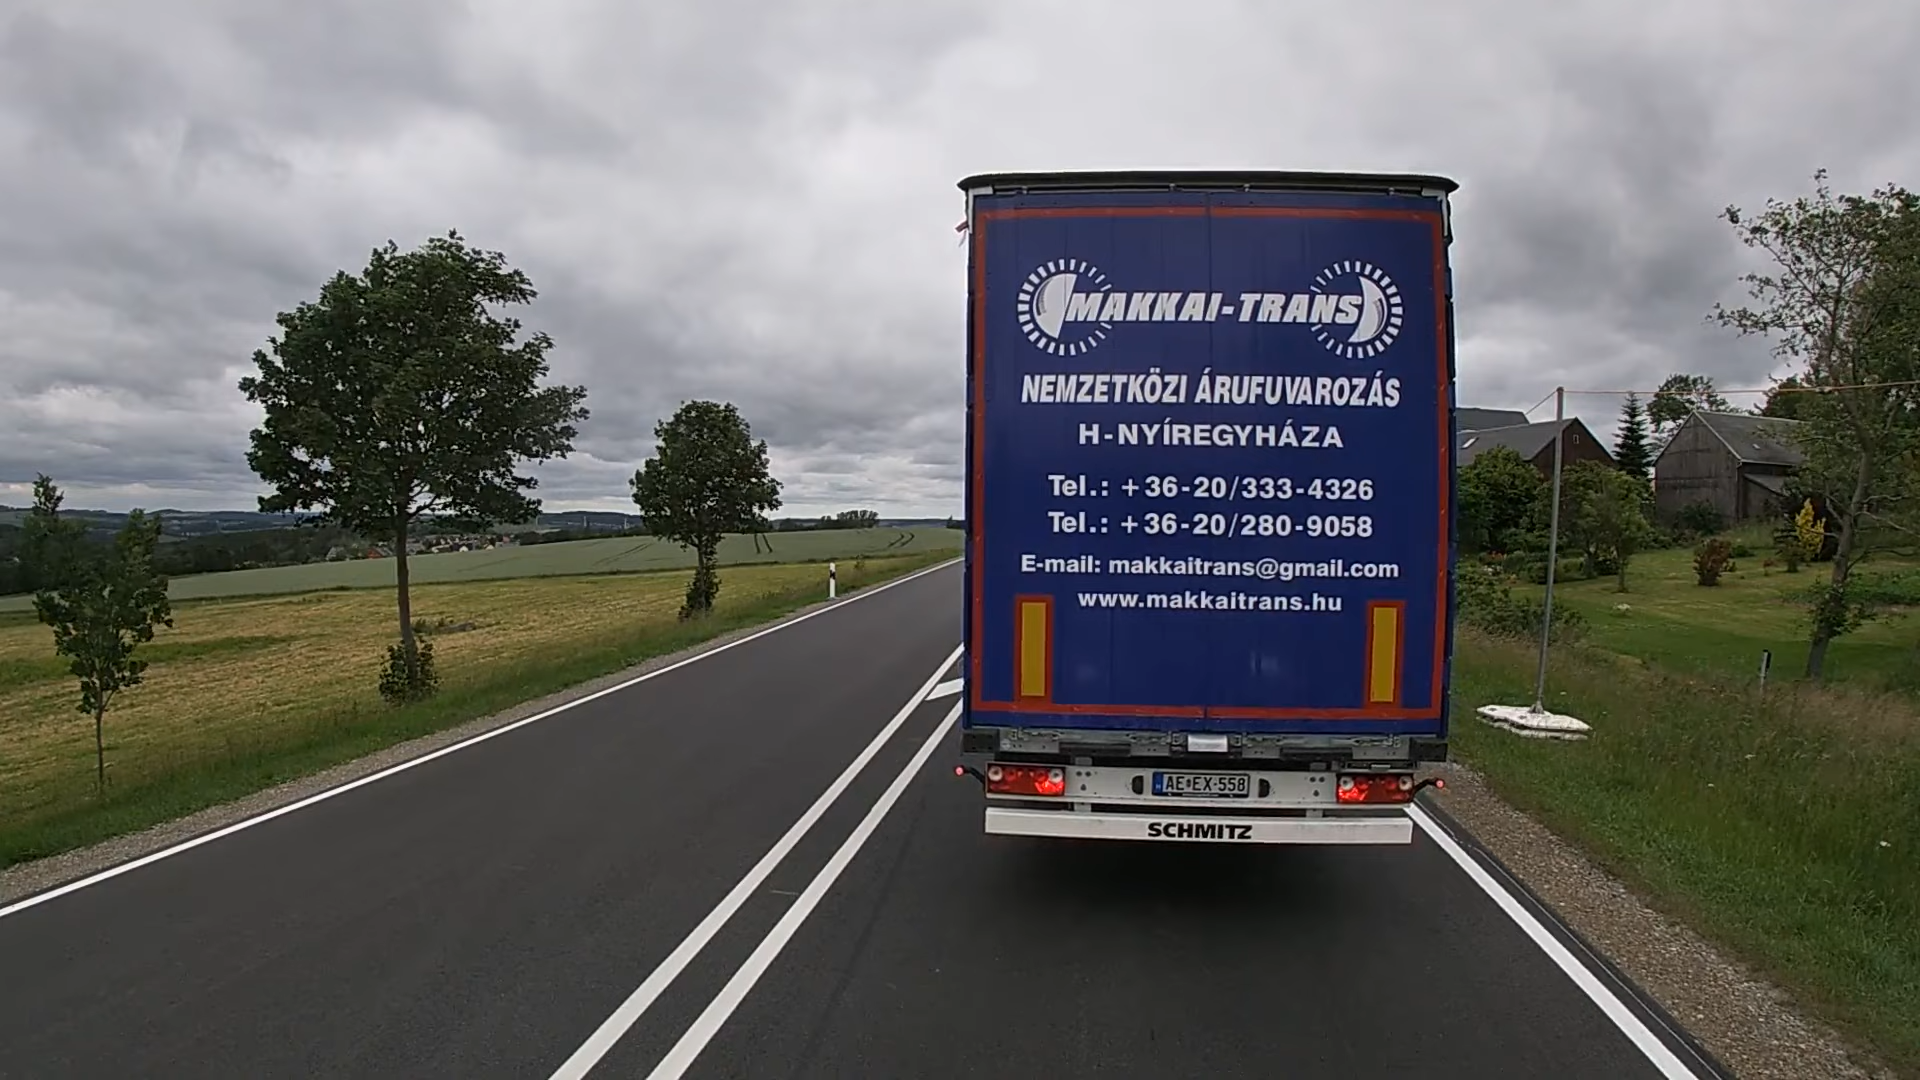 MAKKAI-TRANS
NEMZETKÖZI ÁRUFUVAROZÁS
H-NYÍREGYHÁZA
Tel.: +36-20/333-4326
Tel.: +36-20/280-9058
E-mail: makkaitrans@gmail.com
www.makkaitrans.hu
AE EX-558
SCHMITZ